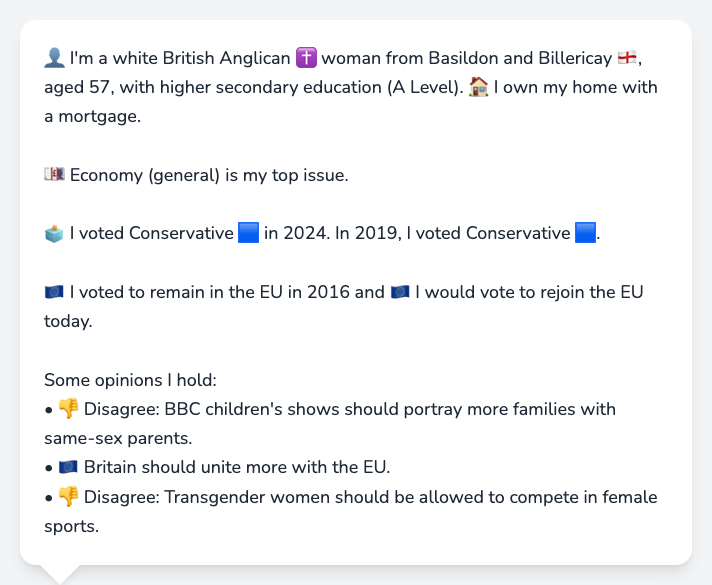 👤 I'm a white British Anglican ✝️ woman from Basildon and Billericay 🏴󠁧󠁢󠁥󠁮󠁧󠁿,
aged 57, with higher secondary education (A Level). 🏠 I own my home with
a mortgage.
💷 Economy (general) is my top issue.
🗳️ I voted Conservative 🟦 in 2024. In 2019, I voted Conservative 🟦.
🇪🇺 I voted to remain in the EU in 2016 and 🇪🇺 I would vote to rejoin the EU
today.
Some opinions I hold:
• 👎 Disagree: BBC children's shows should portray more families with
same-sex parents.
• 🇪🇺 Britain should unite more with the EU.
• 👎 Disagree: Transgender women should be allowed to compete in female
sports.